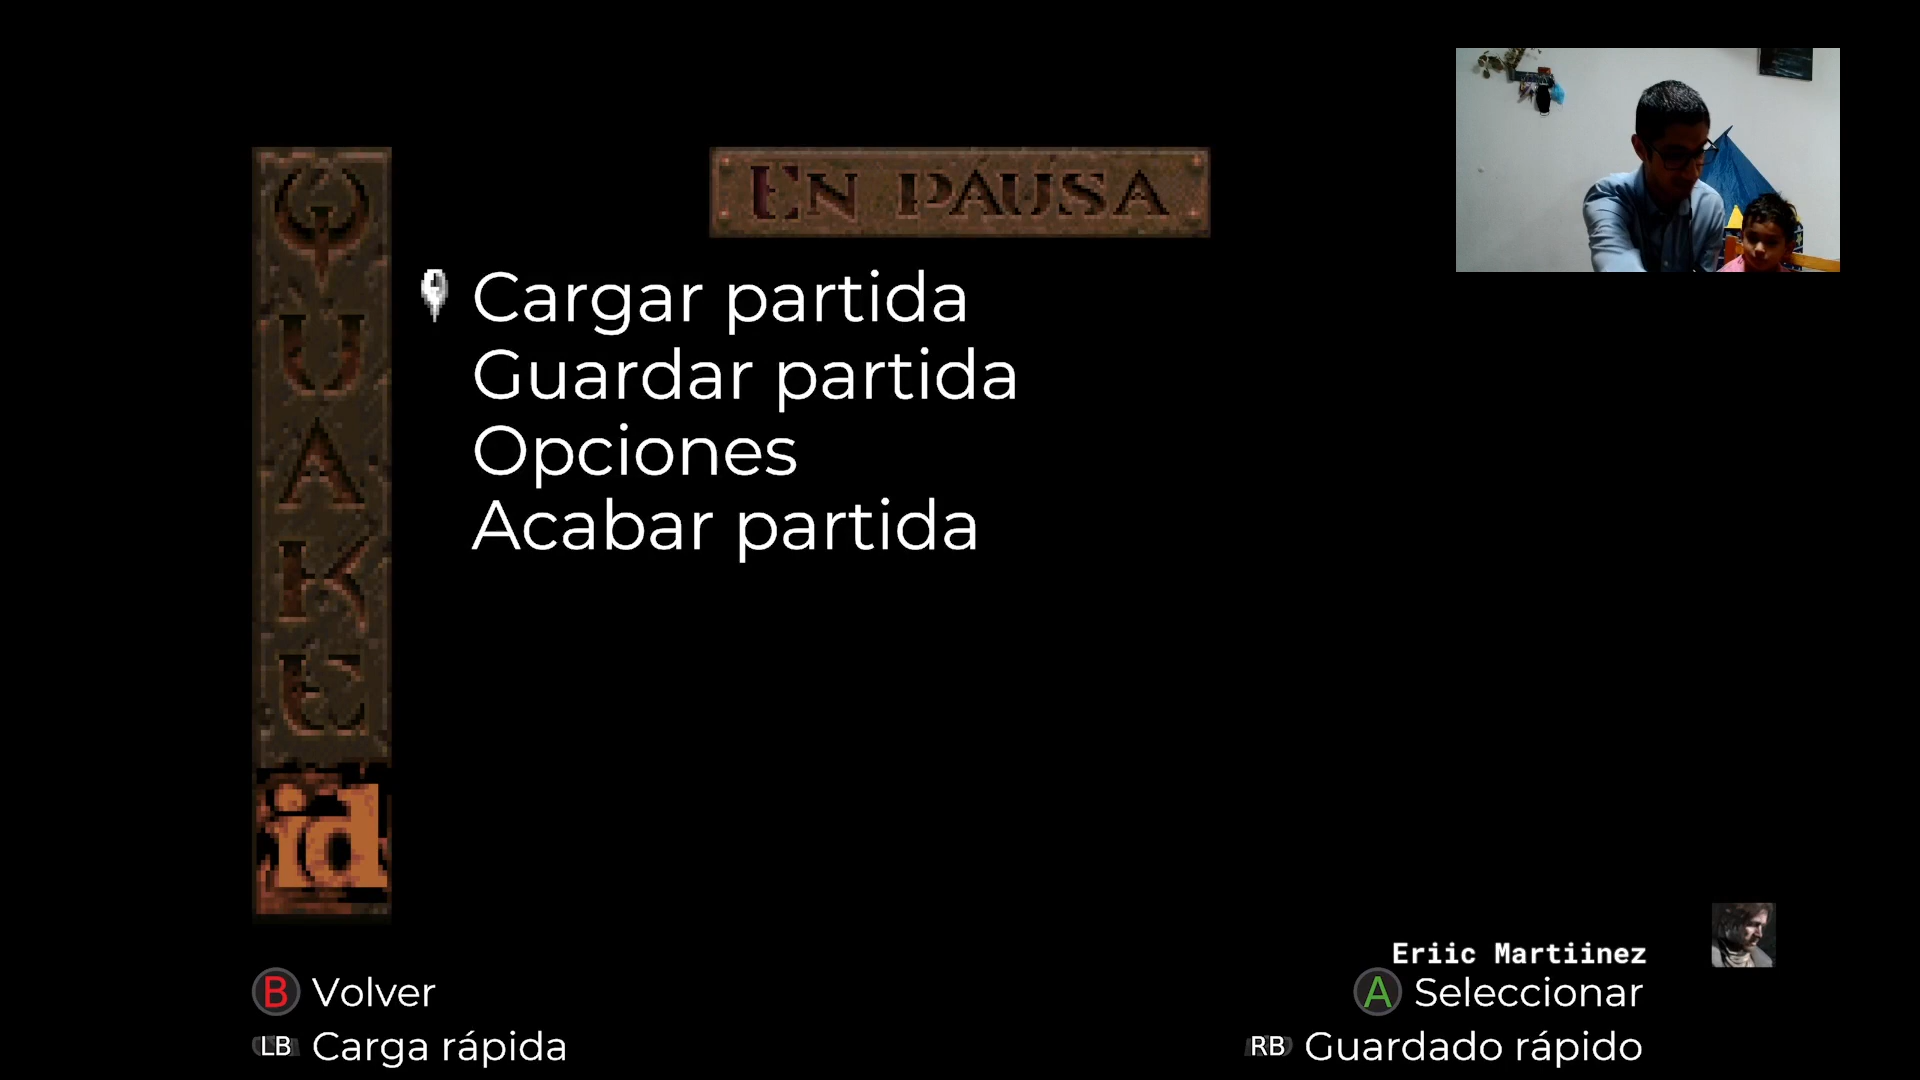 QUAKE
id
EN PAUSA
Cargar partida
Guardar partida
Opciones
Acabar partida
Eriic Martiinez
B Volver
A Seleccionar
LB Carga rápida
RB Guardado rápido